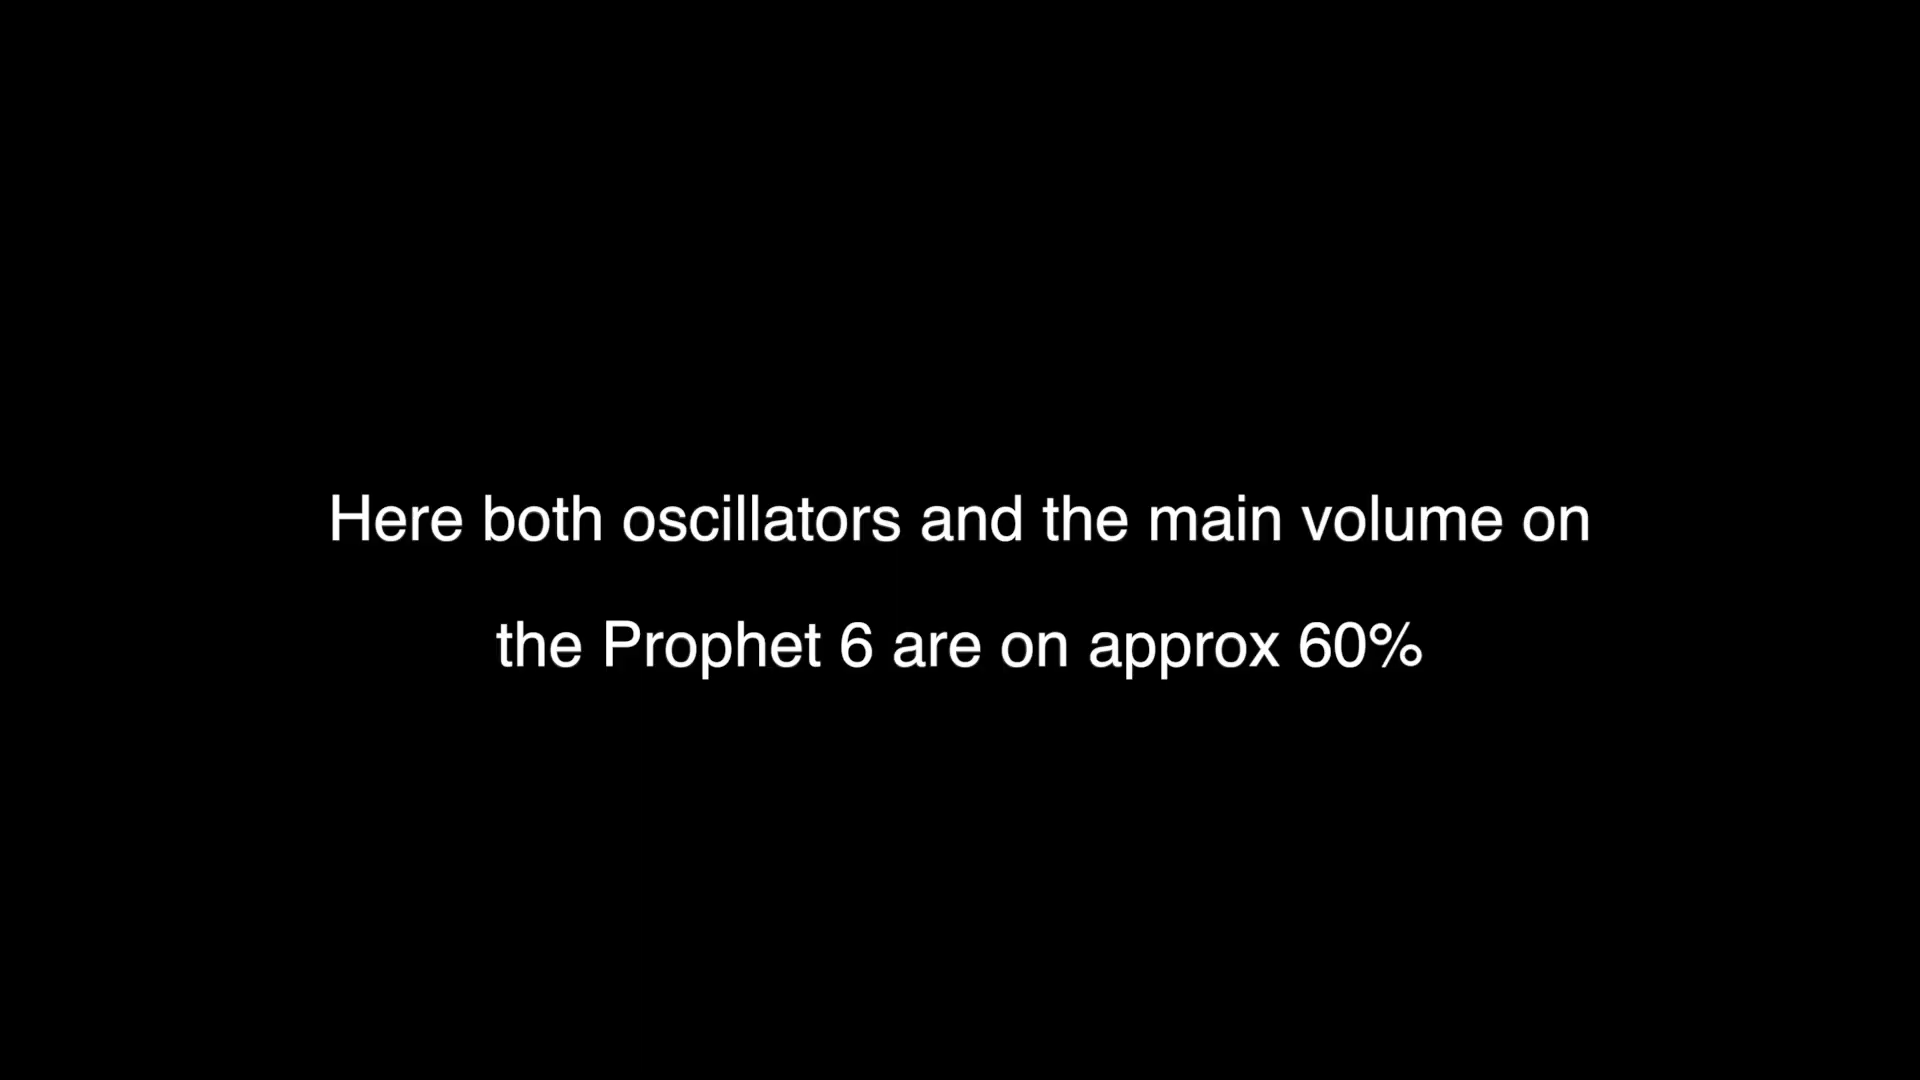 Here both oscillators and the main volume on
the Prophet 6 are on approx 60%